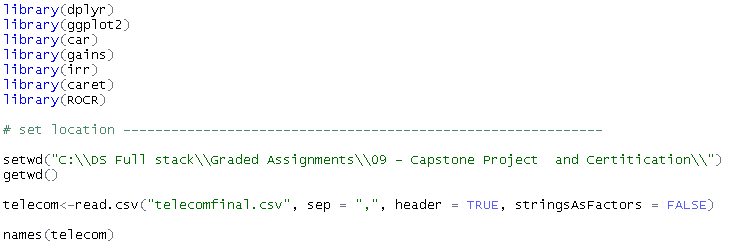 library(dplyr)
library(ggplot2)
library(car)
library(gains)
library(irr)
library(caret)
library(ROCR)
# set location ------------------------------------------------------------
setwd("C:\\DS Full stack\\Graded Assignments\\09 - Capstone Project  and Certitication\\")
getwd()
telecom<-read.csv("telecomfinal.csv", sep = ",", header = TRUE, stringsAsFactors = FALSE)
names(telecom)